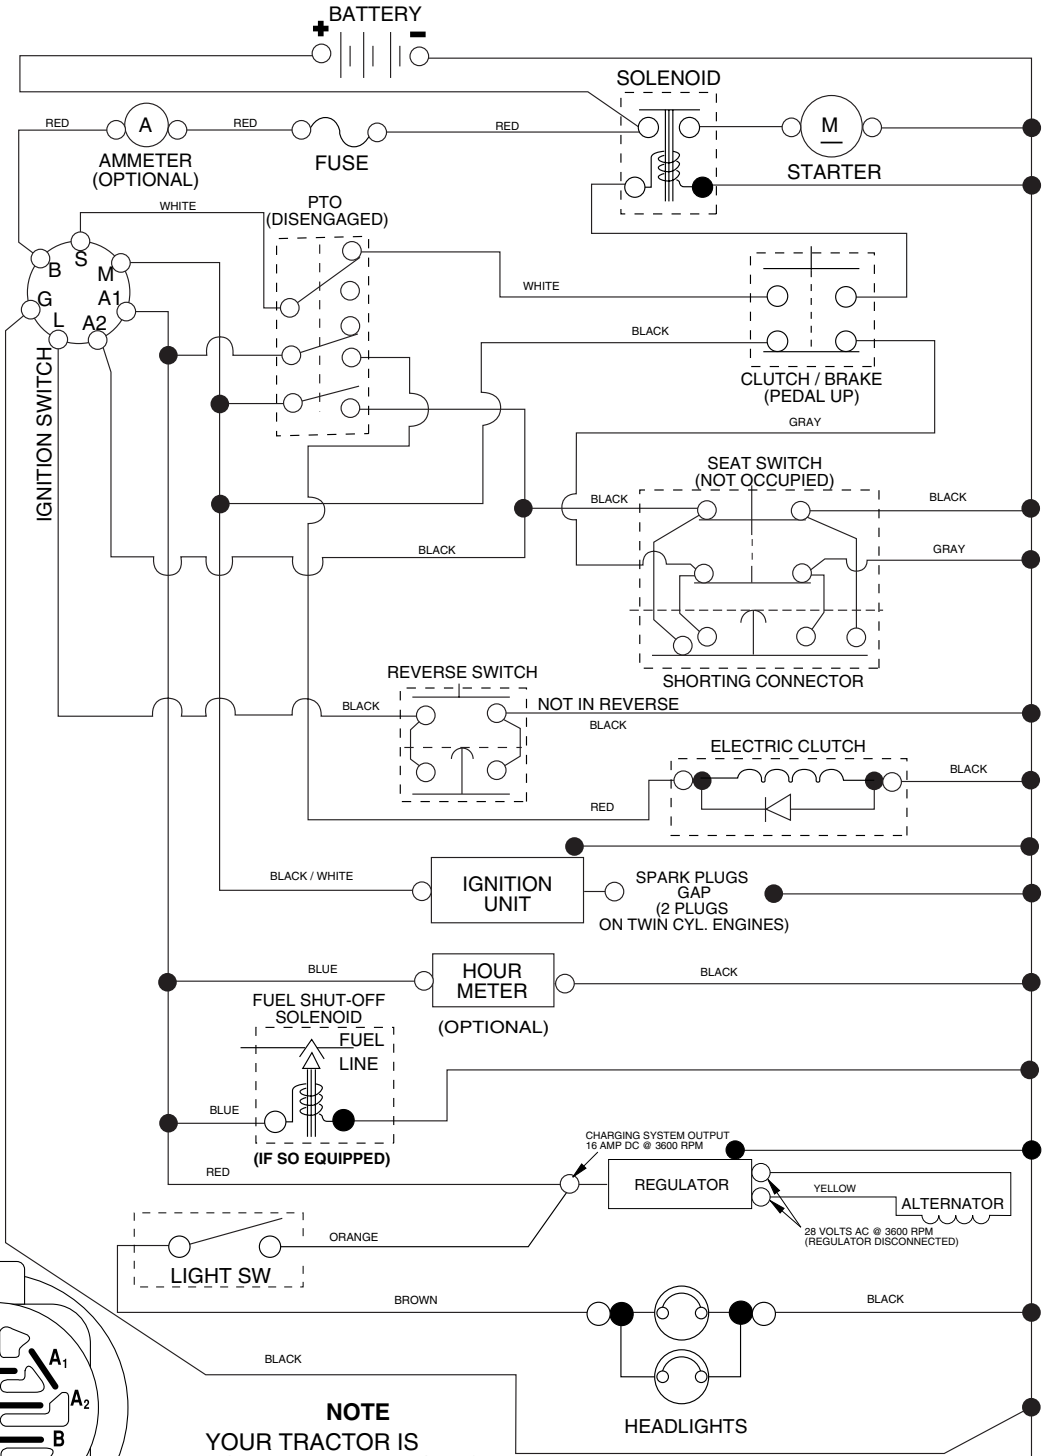 BATTERY
+ -
SOLENOID
RED
A
RED
RED
M
AMMETER
(OPTIONAL)
FUSE
STARTER
WHITE
PTO
(DISENGAGED)
B
S
M
G
A1
L
A2
IGNITION SWITCH
WHITE
BLACK
CLUTCH / BRAKE
(PEDAL UP)
GRAY
SEAT SWITCH
(NOT OCCUPIED)
BLACK
BLACK
BLACK
GRAY
SHORTING CONNECTOR
REVERSE SWITCH
BLACK
NOT IN REVERSE
BLACK
ELECTRIC CLUTCH
BLACK
RED
BLACK / WHITE
IGNITION
UNIT
SPARK PLUGS
GAP
(2 PLUGS
ON TWIN CYL. ENGINES)
BLUE
HOUR
METER
BLACK
(OPTIONAL)
FUEL SHUT-OFF
SOLENOID
FUEL
LINE
BLUE
(IF SO EQUIPPED)
CHARGING SYSTEM OUTPUT
16 AMP DC @ 3600 RPM
RED
REGULATOR
YELLOW
ALTERNATOR
28 VOLTS AC @ 3600 RPM
(REGULATOR DISCONNECTED)
ORANGE
LIGHT SW
BROWN
BLACK
BLACK
HEADLIGHTS
A1
A2
B
NOTE
YOUR TRACTOR IS